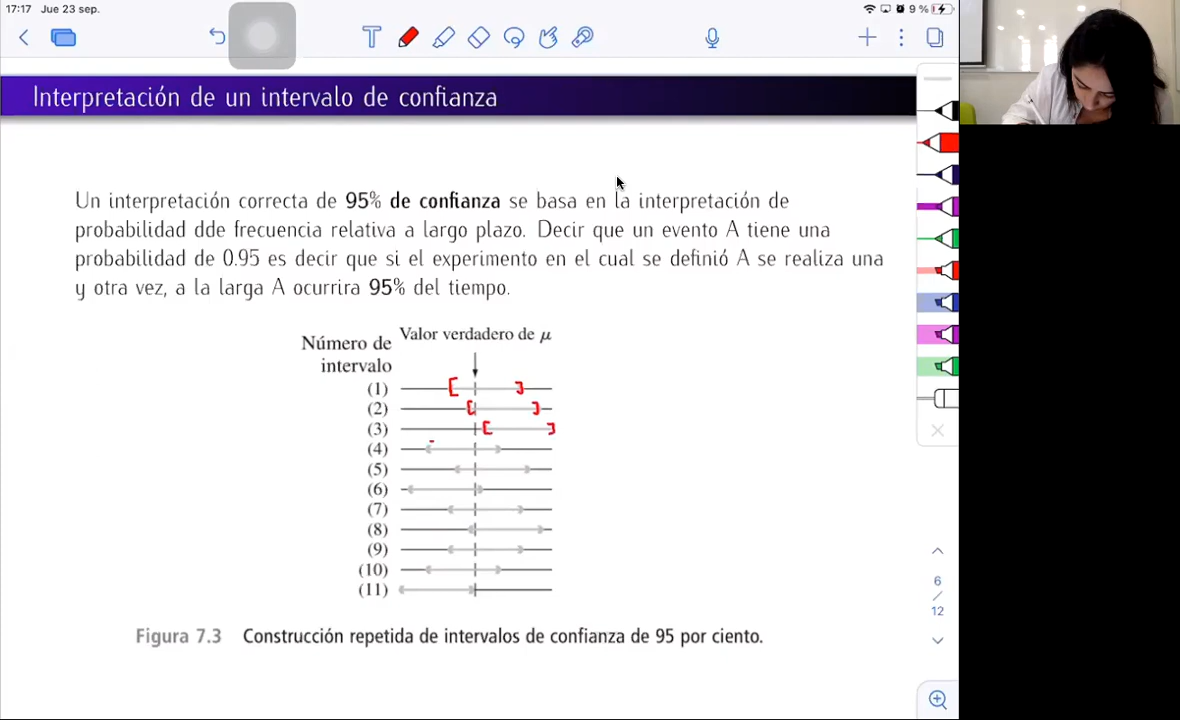 17:17 Jue 23 sep.
9 %
Interpretación de un intervalo de confianza
Un interpretación correcta de 95% de confianza se basa en la interpretación de
probabilidad dde frecuencia relativa a largo plazo. Decir que un evento A tiene una
probabilidad de 0.95 es decir que si el experimento en el cual se definió A se realiza una
y otra vez, a la larga A ocurrira 95% del tiempo.
Número de
intervalo
Valor verdadero de μ
(1)
(2)
(3)
(4)
(5)
(6)
(7)
(8)
(9)
(10)
(11)
Figura 7.3 Construcción repetida de intervalos de confianza de 95 por ciento.
6
/
12